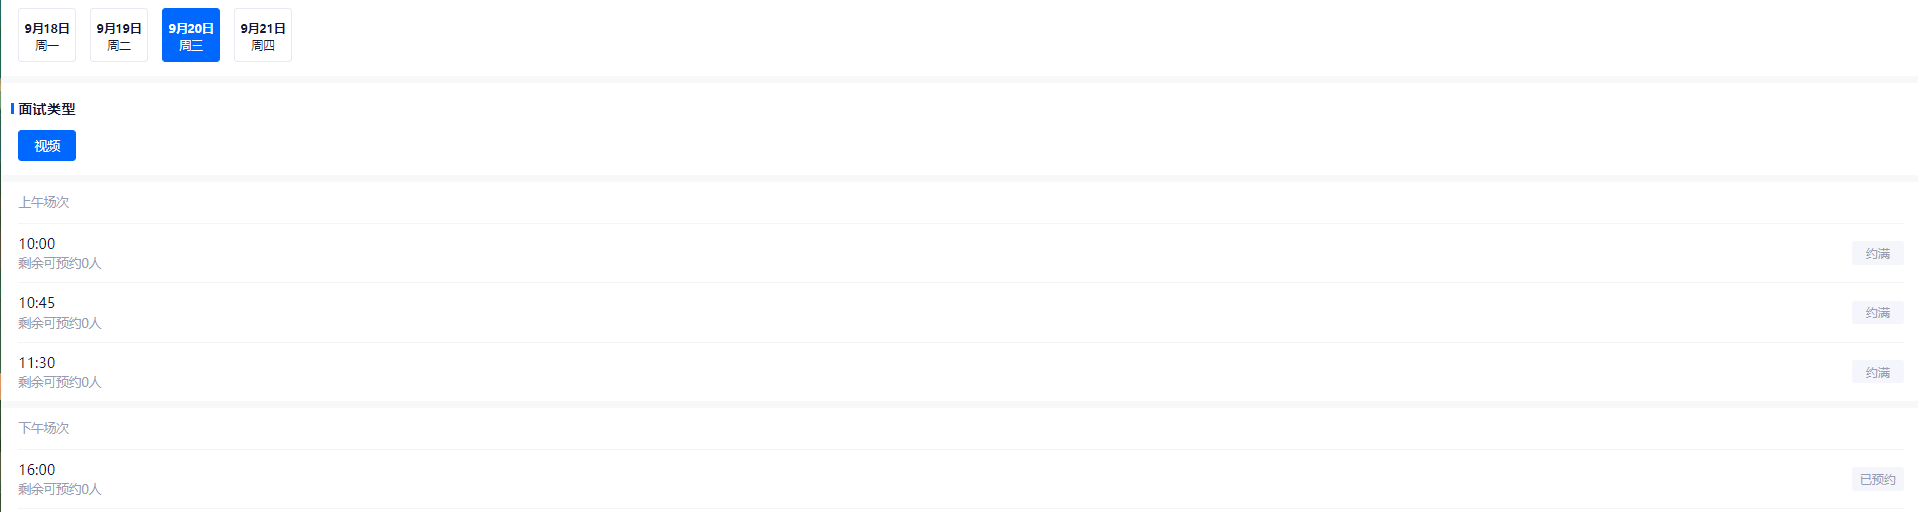 9月18日 9月19日 9月20日 9月21日
周一 周二 周三 周四
面试类型
视频
上午场次
10:00
剩余可预约0人
约满
10:45
剩余可预约0人
约满
11:30
剩余可预约0人
约满
下午场次
16:00
剩余可预约0人
已预约